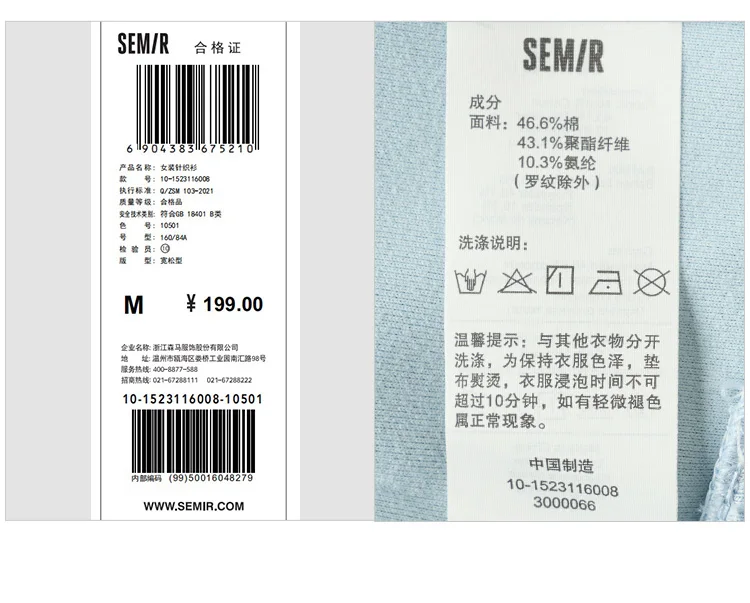 SEMIR 合格证
6 904383 675210
产品名称: 女装针织衫
款 号: 10-1523116008
执行标准: Q/ZSM 103-2021
质量等级: 合格品
安全技术类别: 符合GB 18401 B类
色 号: 10501
号 型: 160/84A
检 验 员: ⑩
版 型: 宽松型
M ¥ 199.00
企业名称: 浙江森马服饰股份有限公司
地 址: 温州市瓯海区娄桥工业园南汇路98号
服务热线: 400-8877-588
招商热线: 021-67288111 021-67288222
10-1523116008-10501
内部编码 (99)50016048279
WWW.SEMIR.COM
SEMIR
成分
面料: 46.6%棉
43.1%聚酯纤维
10.3%氨纶
(罗纹除外)
洗涤说明:
温馨提示: 与其他衣物分开
洗涤，为保持衣服色泽，垫
布熨烫，衣服浸泡时间不可
超过10分钟，如有轻微褪色
属正常现象。
中国制造
10-1523116008
3000066